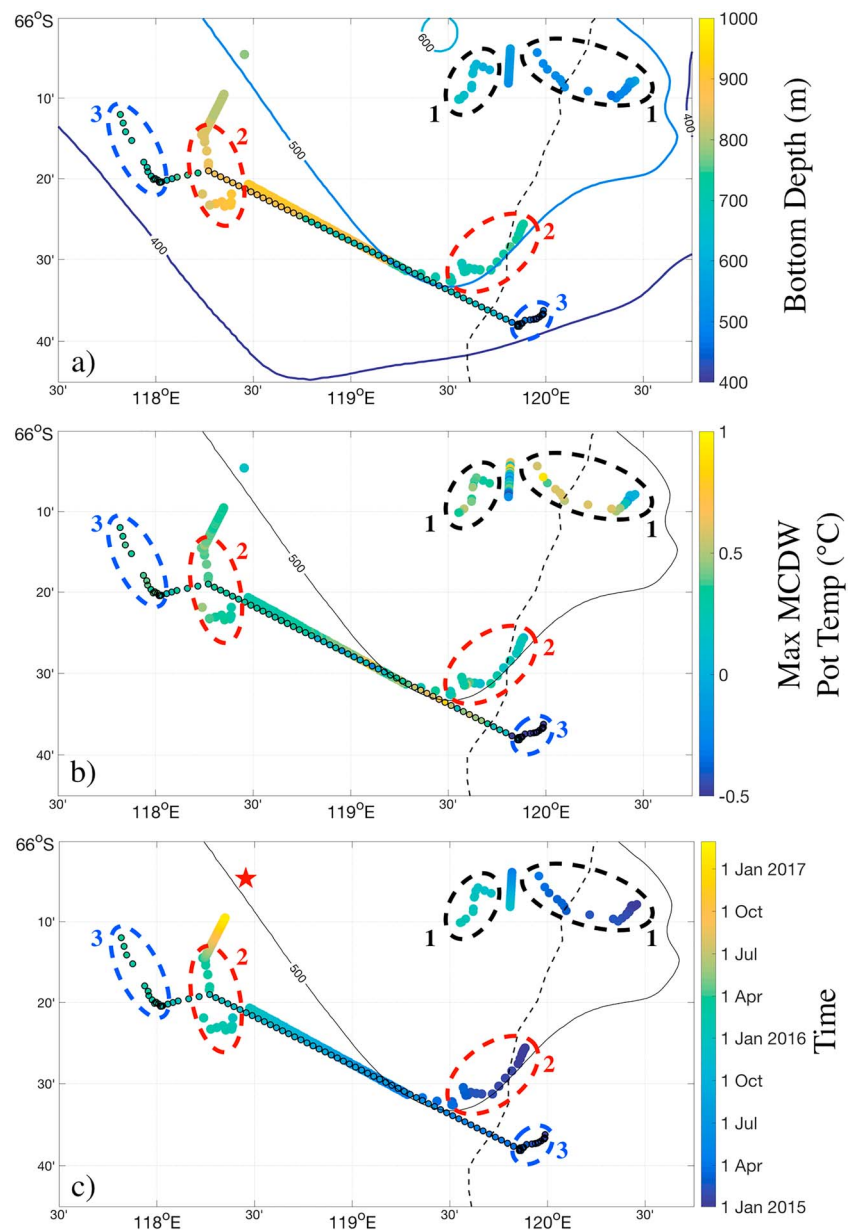 66°S
10'
20'
30'
40'
30'
118°E
30'
119°E
30'
120°E
30'
600
500
400
400
1
1
2
2
3
3
a)
1000
900
800
700
600
500
400
Bottom Depth (m)
66°S
10'
20'
30'
40'
30'
118°E
30'
119°E
30'
120°E
30'
500
1
1
2
2
3
3
b)
1
0.5
0
-0.5
Max MCDW
Pot Temp (°C)
66°S
10'
20'
30'
40'
30'
118°E
30'
119°E
30'
120°E
30'
500
1
1
2
2
3
3
c)
1 Jan 2017
1 Oct
1 Jul
1 Apr
1 Jan 2016
1 Oct
1 Jul
1 Apr
1 Jan 2015
Time